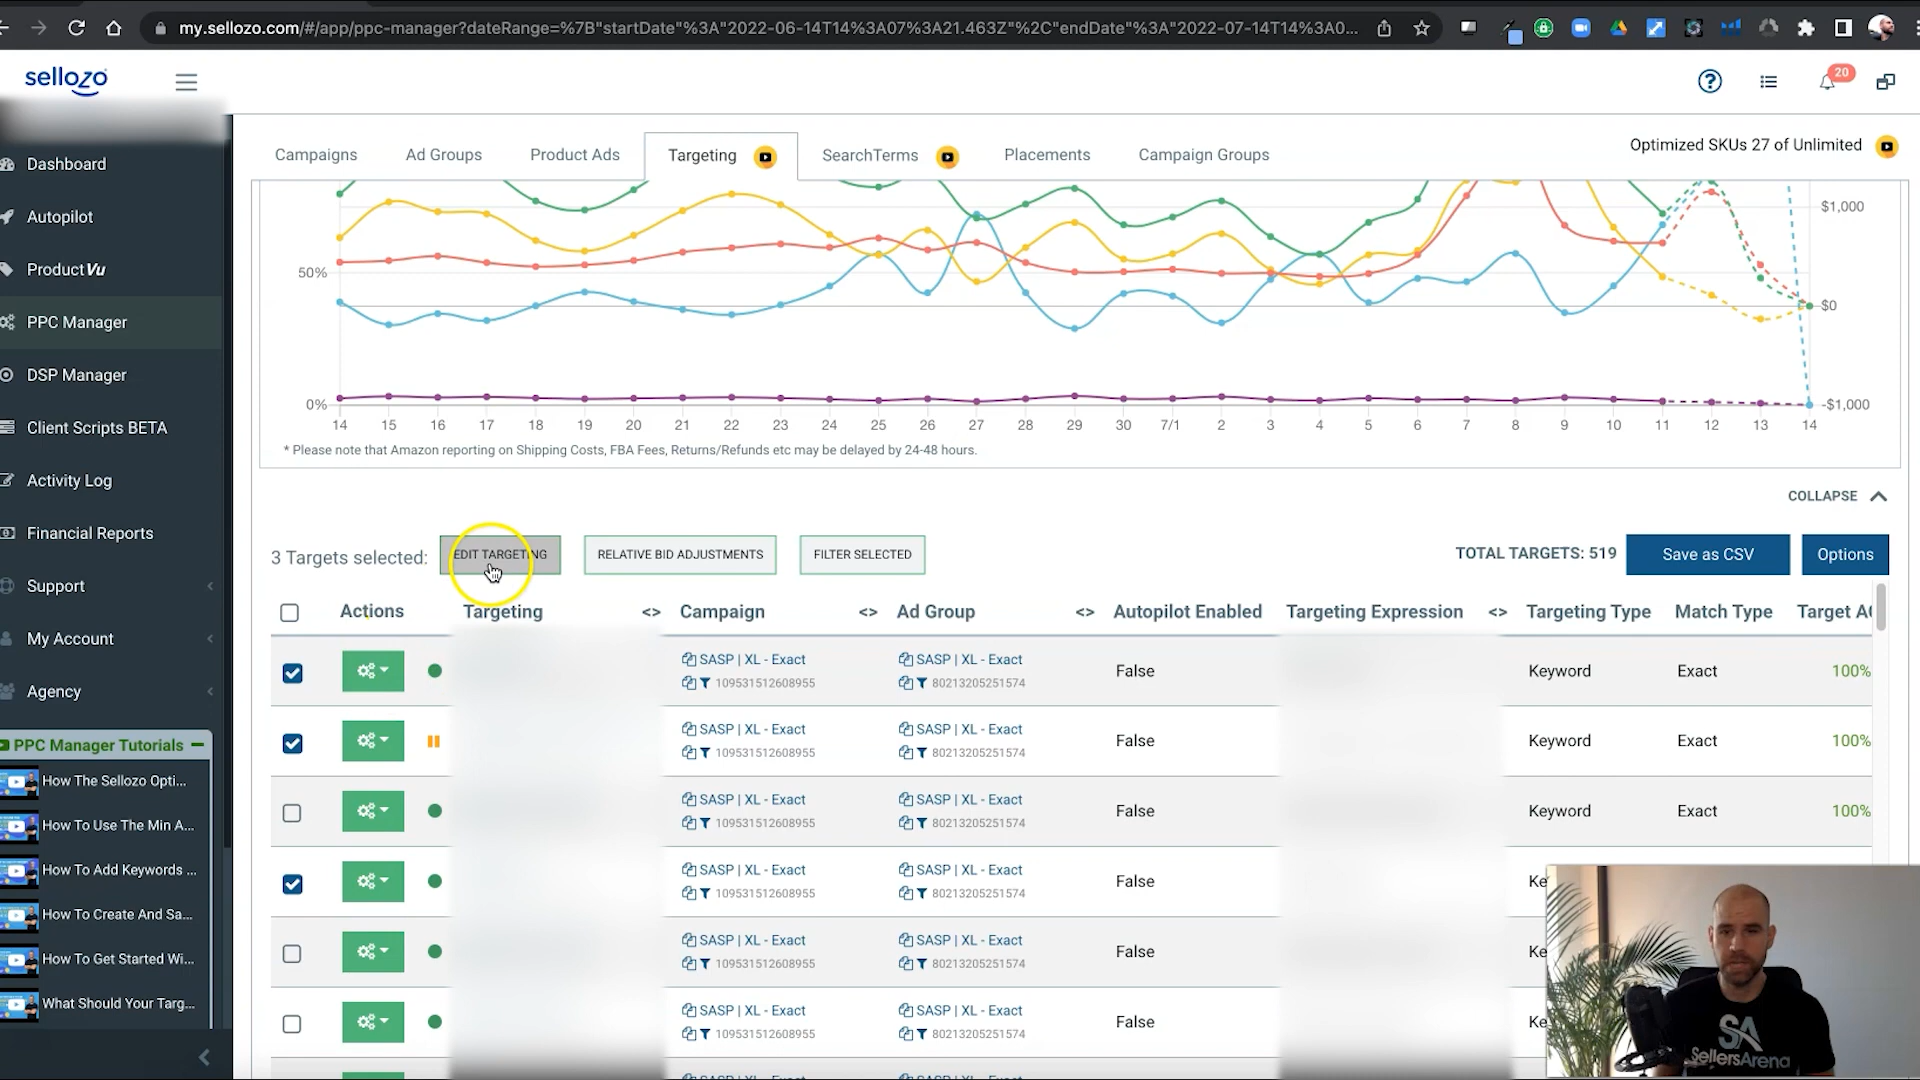 my.sellozo.com/#/app/ppc-manager?dateRange=%7B"startDate"%3A"2022-06-14T14%3A07%3A21.463Z"%2C"endDate"%3A"2022-07-14T14%3A0...
sellozo
20
Dashboard
Autopilot
ProductVu
PPC Manager
DSP Manager
Client Scripts BETA
Activity Log
Financial Reports
Support
My Account
Agency
PPC Manager Tutorials
How The Sellozo Opti...
How To Use The Min A...
How To Add Keywords ...
How To Create And Sa...
How To Get Started Wi...
What Should Your Targ...
Campaigns Ad Groups Product Ads Targeting SearchTerms Placements Campaign Groups
Optimized SKUs 27 of Unlimited
$1,000
50%
$0
0%
-$1,000
14 15 16 17 18 19 20 21 22 23 24 25 26 27 28 29 30 7/1 2 3 4 5 6 7 8 9 10 11 12 13 14
* Please note that Amazon reporting on Shipping Costs, FBA Fees, Returns/Refunds etc may be delayed by 24-48 hours.
COLLAPSE
3 Targets selected: EDIT TARGETING RELATIVE BID ADJUSTMENTS FILTER SELECTED TOTAL TARGETS: 519 Save as CSV Options
Actions Targeting <> Campaign <> Ad Group <> Autopilot Enabled Targeting Expression <> Targeting Type Match Type Target A
SASP | XL - Exact SASP | XL - Exact
109531512608955 80213205251574
False Keyword Exact 100%
SASP | XL - Exact SASP | XL - Exact
109531512608955 80213205251574
False Keyword Exact 100%
SASP | XL - Exact SASP | XL - Exact
109531512608955 80213205251574
False Keyword Exact 100%
SASP | XL - Exact SASP | XL - Exact
109531512608955 80213205251574
False Ke
SASP | XL - Exact SASP | XL - Exact
109531512608955 80213205251574
False Ke
SASP | XL - Exact SASP | XL - Exact
109531512608955 80213205251574
False Ke
SA
SellersArena